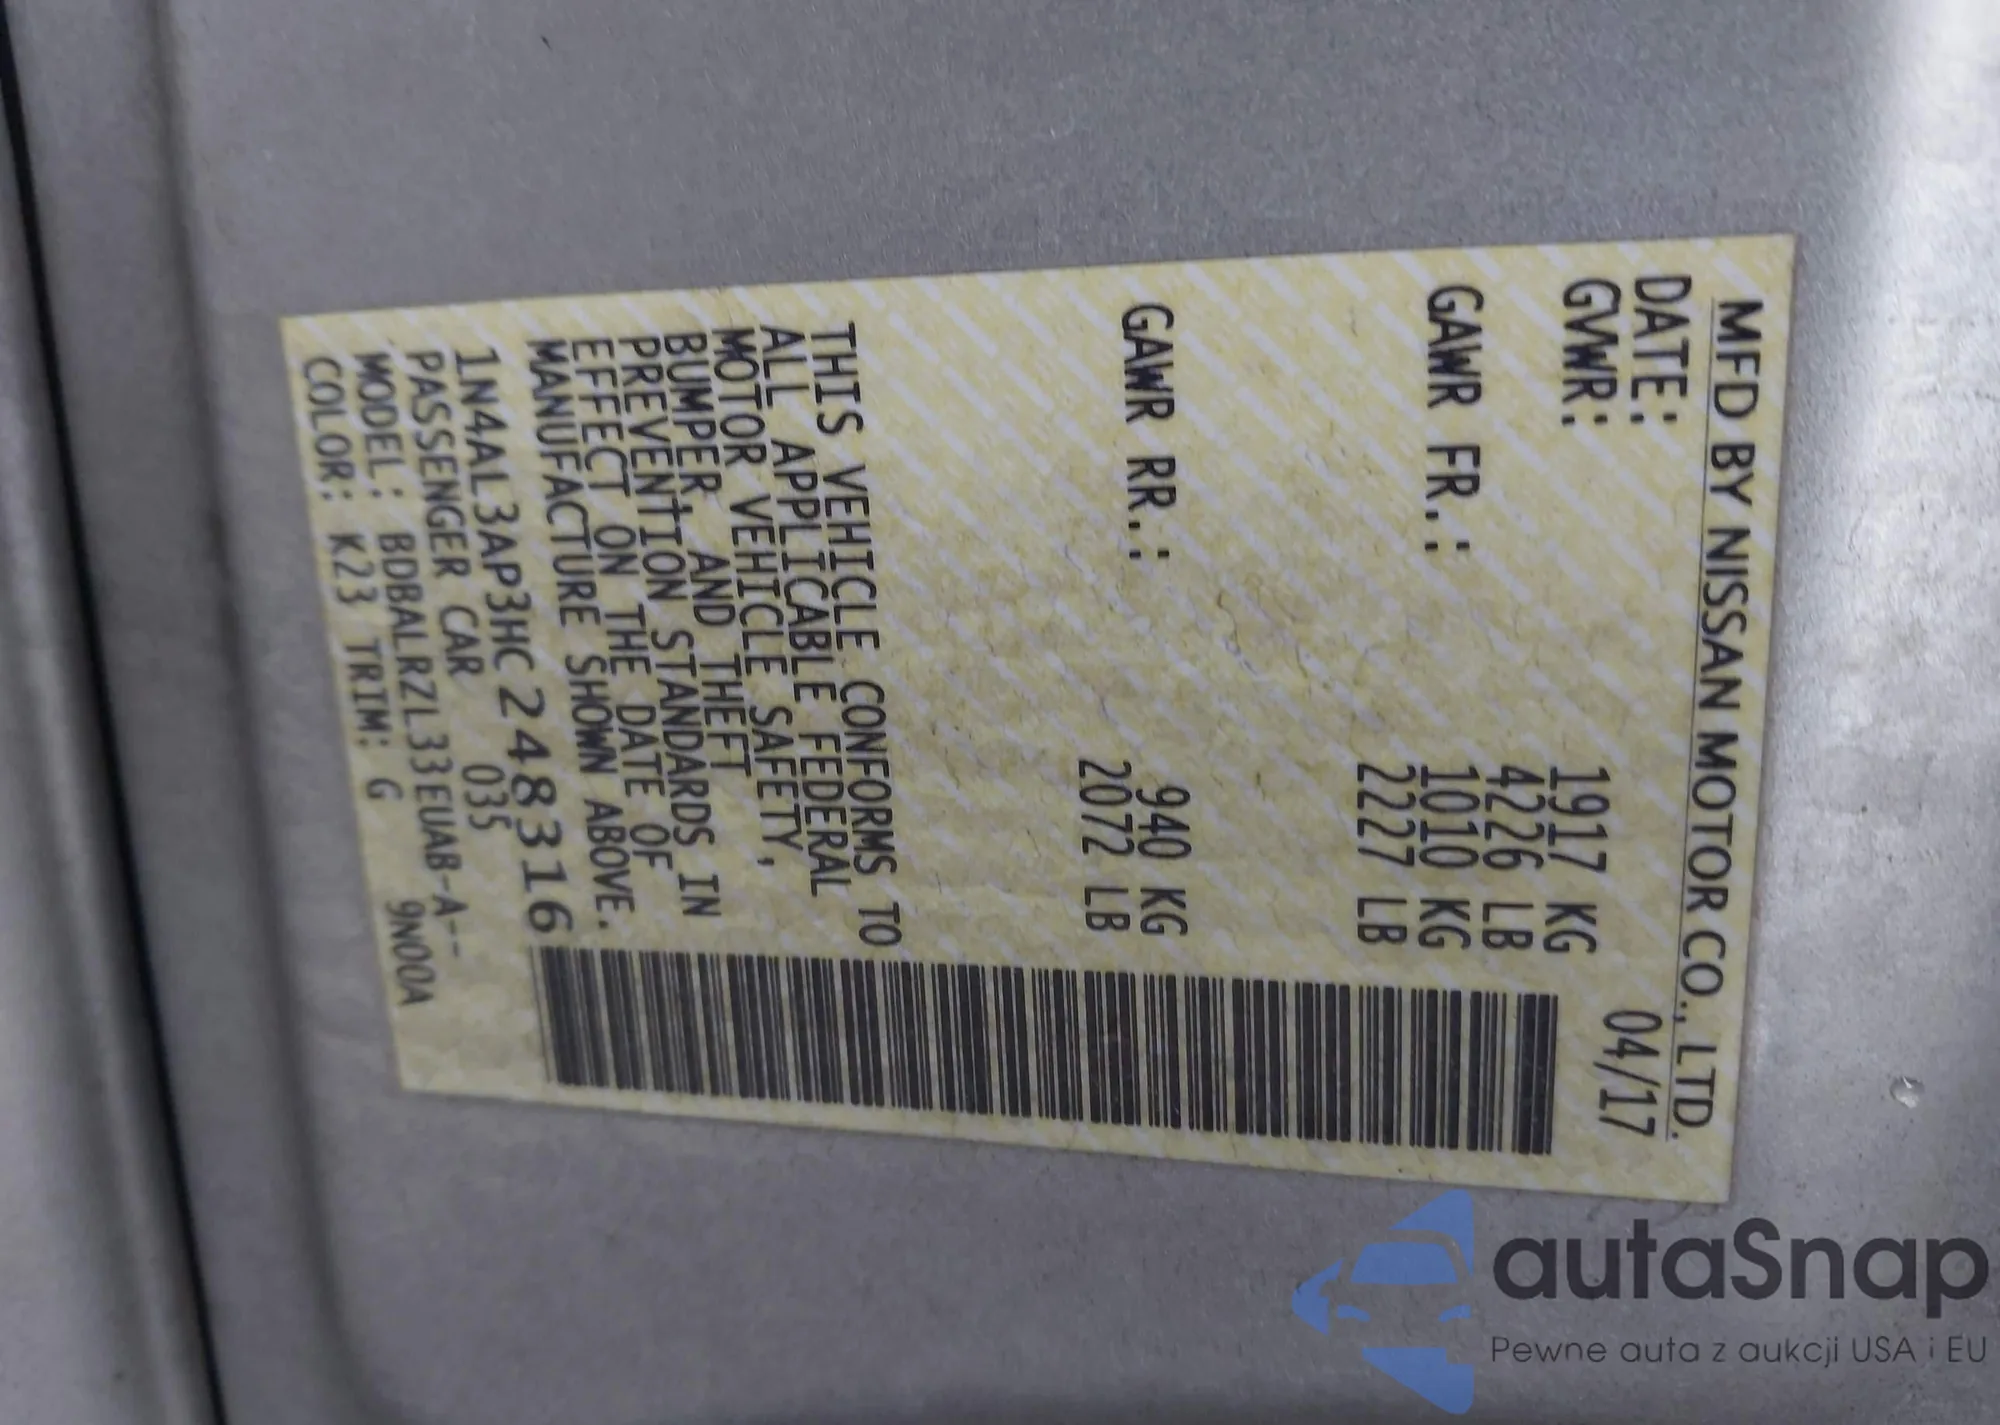 MFD BY NISSAN MOTOR CO., LTD.
DATE: 04/17
GVWR: 1917 KG
4226 LB
GAWR FR.: 1010 KG
2227 LB
GAWR RR.: 940 KG
2072 LB
THIS VEHICLE CONFORMS TO
ALL APPLICABLE FEDERAL
MOTOR VEHICLE SAFETY,
BUMPER, AND THEFT
PREVENTION STANDARDS IN
EFFECT ON THE DATE OF
MANUFACTURE SHOWN ABOVE.
1N4AL3AP3HC248316
PASSENGER CAR 035
MODEL: BDBALRZL33EUAB-A--
COLOR: K23 TRIM: G 9N00A
autaSnap
Pewne auta z aukcji USA i EU